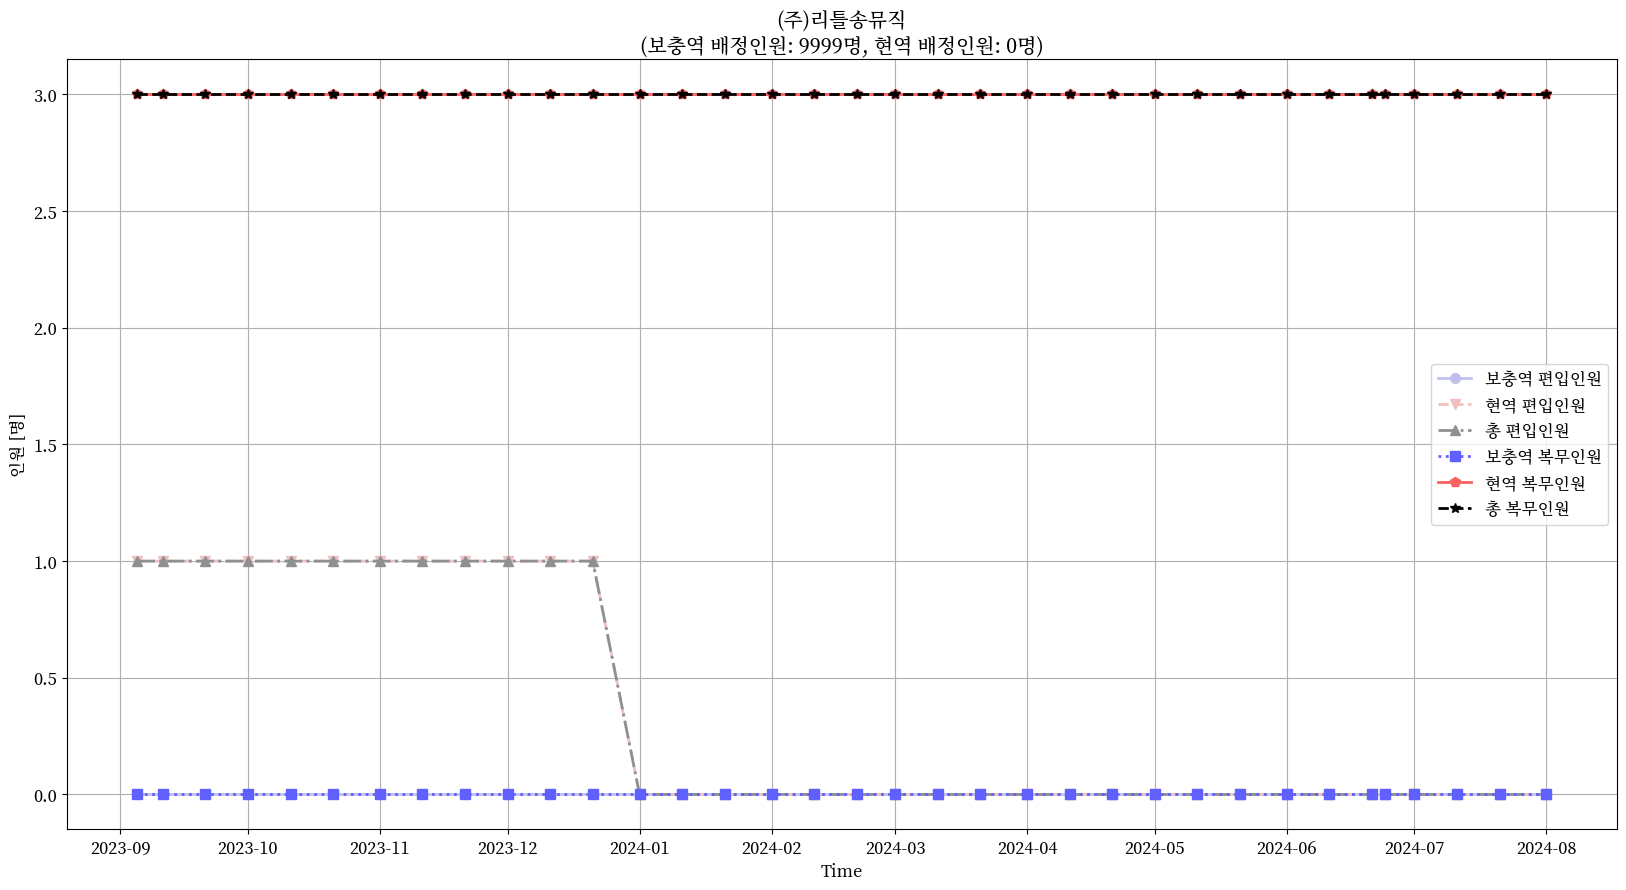 (주)리틀송뮤직
(보충역 배정인원: 9999명, 현역 배정인원: 0명)
인원 [명]
3.0
2.5
2.0
1.5
1.0
0.5
0.0
보충역 편입인원
현역 편입인원
총 편입인원
보충역 복무인원
현역 복무인원
총 복무인원
2023-09 2023-10 2023-11 2023-12 2024-01 2024-02 2024-03 2024-04 2024-05 2024-06 2024-07 2024-08
Time